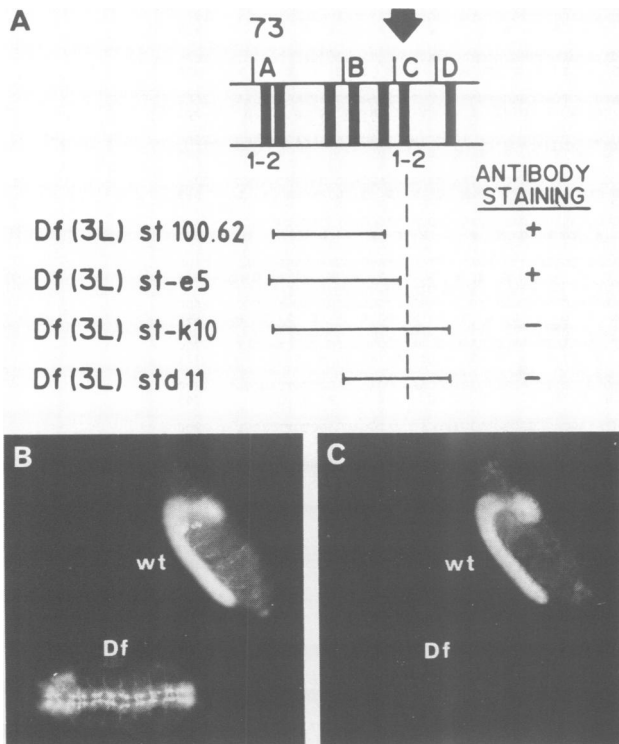 A
73
A B C D
1-2 1-2
ANTIBODY
STAINING
Df(3L) st 100.62 +
Df(3L) st-e5 +
Df(3L) st-k10 −
Df(3L) std 11 −
B C
wt wt
Df Df